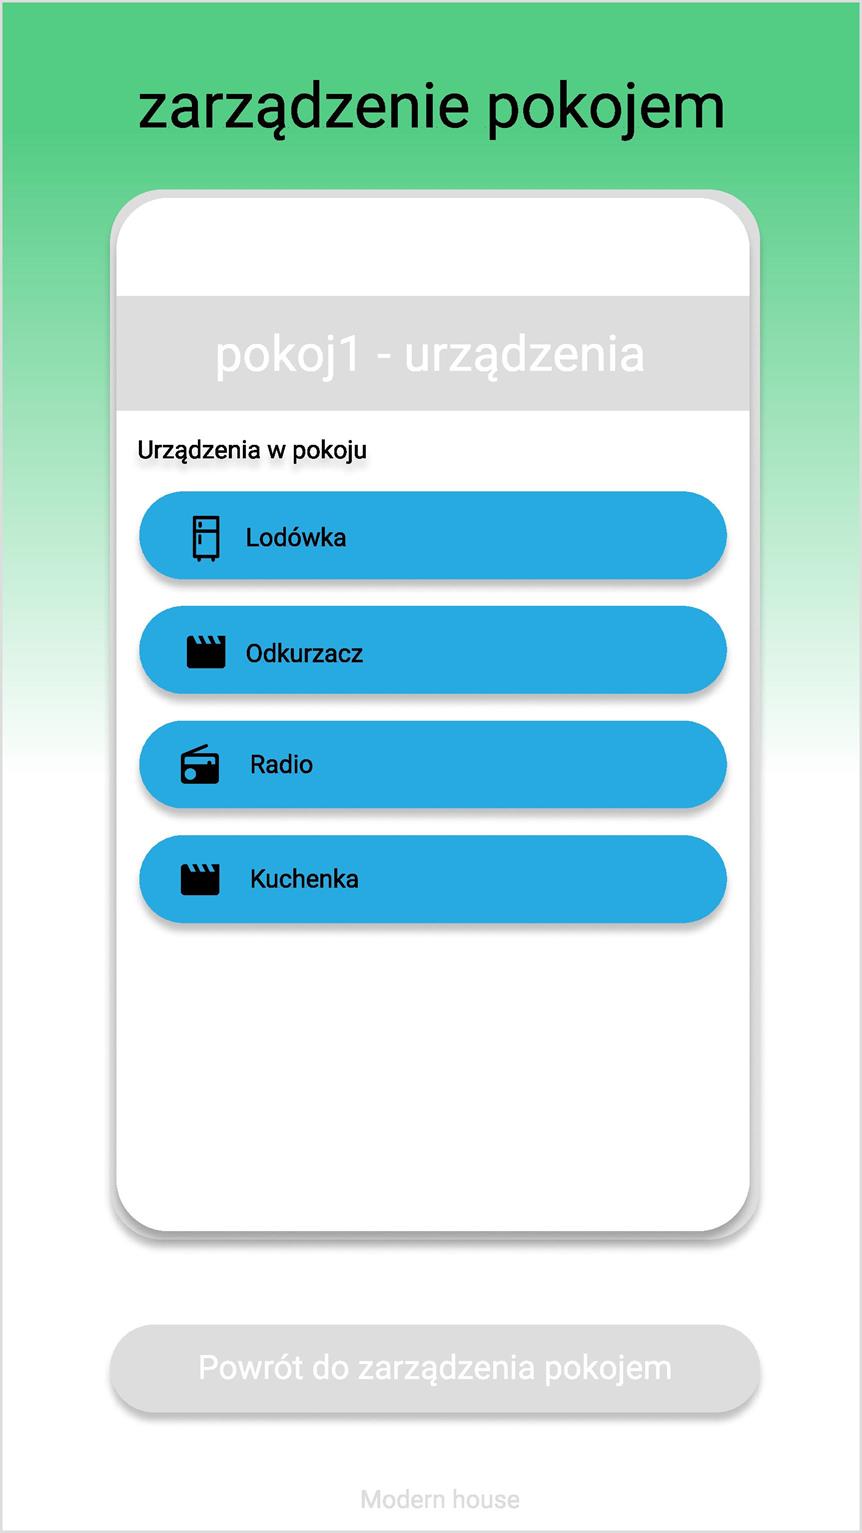 zarządzenie pokojem
pokoj1 - urządzenia
Urządzenia w pokoju
Lodówka
Odkurzacz
Radio
Kuchenka
Powrót do zarządzenia pokojem
Modern house